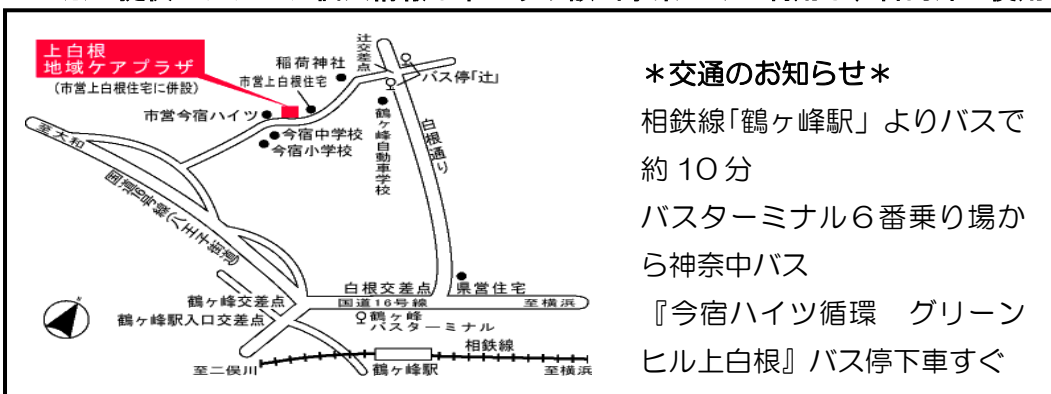 上白根
地域ケアプラザ
(市営上白根住宅に併設)
稲荷神社
市営上白根住宅
辻交差点
バス停「辻」
市営今宿ハイツ
今宿中学校
今宿小学校
鶴ヶ峰自動車学校
白根通り
至大和
国道16号線(八王子街道)
白根交差点
県営住宅
鶴ヶ峰交差点
国道16号線
至横浜
鶴ヶ峰駅入口交差点
鶴ヶ峰
バスターミナル
相鉄線
至二俣川
鶴ヶ峰駅
至横浜
*交通のお知らせ*
相鉄線「鶴ヶ峰駅」よりバスで
約10分
バスターミナル6番乗り場か
ら神奈中バス
『今宿ハイツ循環 グリーン
ヒル上白根』バス停下車すぐ